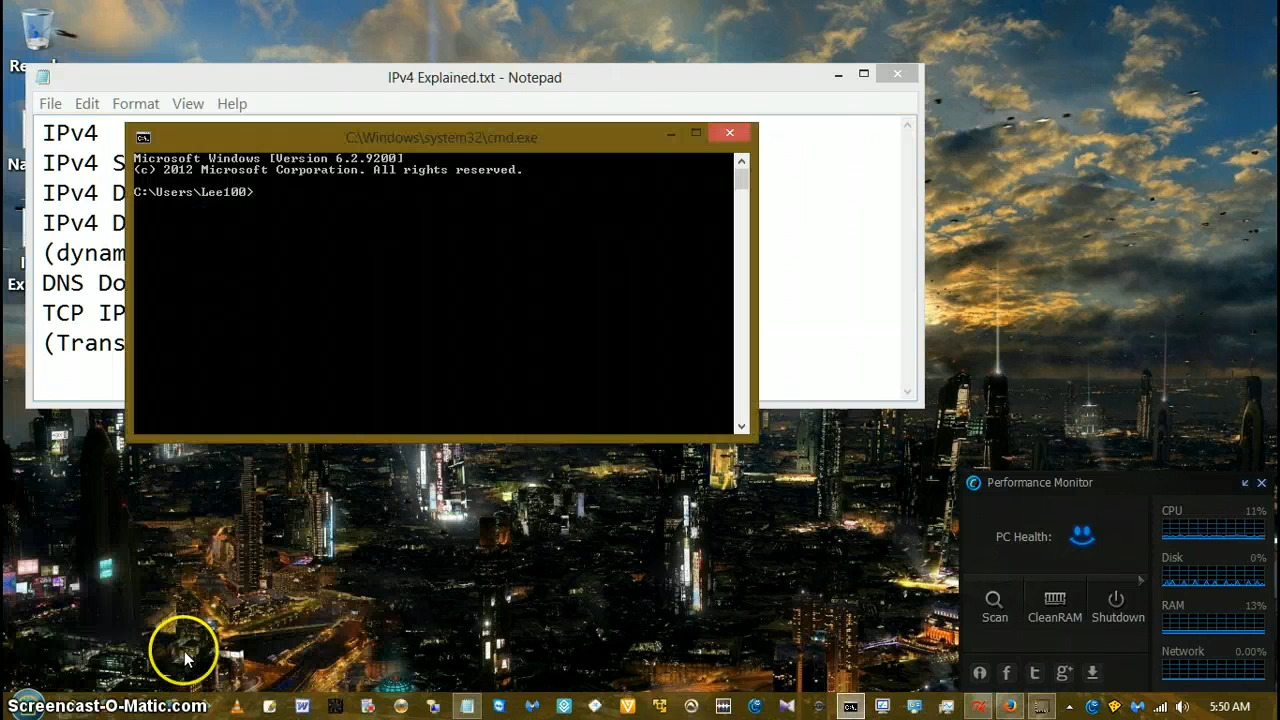 IPv4 Explained.txt - Notepad
File Edit Format View Help
IPv4
IPv4 S
IPv4 D
IPv4 D
(dynam
DNS Do
TCP IP
(Trans
C:\Windows\system32\cmd.exe
Microsoft Windows [Version 6.2.9200]
(c) 2012 Microsoft Corporation. All rights reserved.
C:\Users\Lee100>
Performance Monitor
PC Health:
CPU 11%
Disk 0%
RAM 13%
Network 0.00%
Scan CleanRAM Shutdown
Screencast-O-Matic.com
5:50 AM